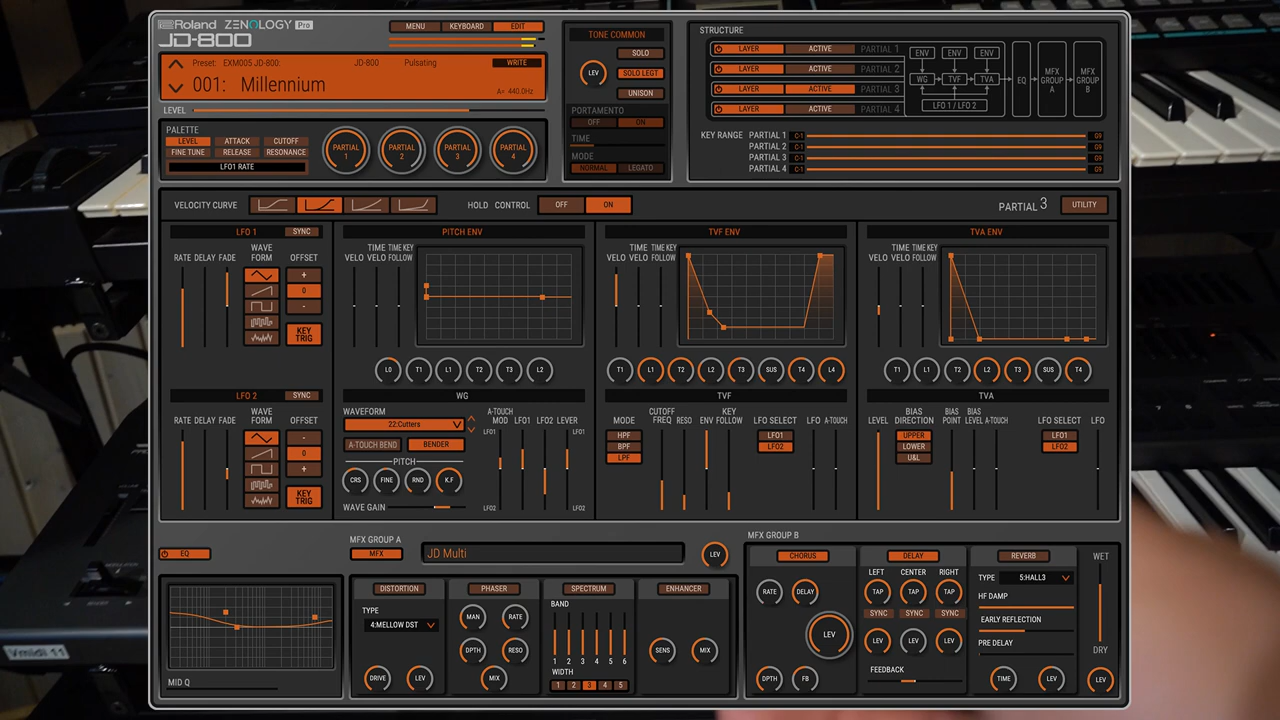 Roland ZENOLOGY Pro
JD-800
MENU KEYBOARD EDIT
Preset: EXM005 JD-800: JD-800 Pulsating WRITE
001: Millennium
A= 440.0Hz
LEVEL
PALETTE
LEVEL ATTACK CUTOFF
FINE TUNE RELEASE RESONANCE
LFO1 RATE
PARTIAL 1 PARTIAL 2 PARTIAL 3 PARTIAL 4
TONE COMMON
LEV
SOLO
SOLO LEGT
UNISON
PORTAMENTO
OFF ON
TIME
MODE
NORMAL LEGATO
STRUCTURE
LAYER ACTIVE PARTIAL 1
LAYER ACTIVE PARTIAL 2
LAYER ACTIVE PARTIAL 3
LAYER ACTIVE PARTIAL 4
ENV ENV ENV
WG TVF TVA
LFO 1 / LFO 2
EQ
MFX GROUP A
MFX GROUP B
KEY RANGE PARTIAL 1 C-1 G9
PARTIAL 2 C-1 G9
PARTIAL 3 C-1 G9
PARTIAL 4 C-1 G9
VELOCITY CURVE
HOLD CONTROL OFF ON
PARTIAL 3 UTILITY
LFO 1 SYNC
RATE DELAY FADE WAVE FORM OFFSET
+
0
-
KEY TRIG
PITCH ENV
VELO TIME VELO TIME KEY FOLLOW
L0 T1 L1 T2 T3 L2
TVF ENV
VELO TIME VELO TIME KEY FOLLOW
T1 L1 T2 L2 T3 SUS T4 L4
TVA ENV
VELO TIME VELO TIME KEY FOLLOW
T1 L1 T2 L2 T3 SUS T4
LFO 2 SYNC
RATE DELAY FADE WAVE FORM OFFSET
-
0
+
KEY TRIG
WG
WAVEFORM
22:Cutters
A-TOUCH BEND BENDER
PITCH
CRS FINE RND K.F
WAVE GAIN
A-TOUCH MOD LFO1 LFO2 LEVER
LFO1 LFO1
LFO2 LFO2
TVF
MODE CUTOFF FREQ RESO ENV KEY FOLLOW LFO SELECT LFO A-TOUCH
HPF
BPF
LPF
LFO1
LFO2
TVA
LEVEL BIAS DIRECTION BIAS POINT BIAS LEVEL A-TOUCH LFO SELECT LFO
UPPER
LOWER
U&L
LFO1
LFO2
EQ
MID Q
MFX GROUP A
MFX
JD Multi
LEV
DISTORTION
TYPE
4:MELLOW DST
DRIVE LEV
PHASER
MAN RATE
DPTH RESO
MIX
SPECTRUM
BAND
1 2 3 4 5 6
WIDTH
1 2 3 4 5
ENHANCER
SENS MIX
MFX GROUP B
CHORUS
RATE DELAY
LEV
DPTH FB
DELAY
LEFT CENTER RIGHT
TAP TAP TAP
SYNC SYNC SYNC
LEV LEV LEV
FEEDBACK
REVERB
TYPE 5:HALL3
HF DAMP
EARLY REFLECTION
PRE DELAY
TIME LEV
WET
DRY
LEV
Vmidi 11